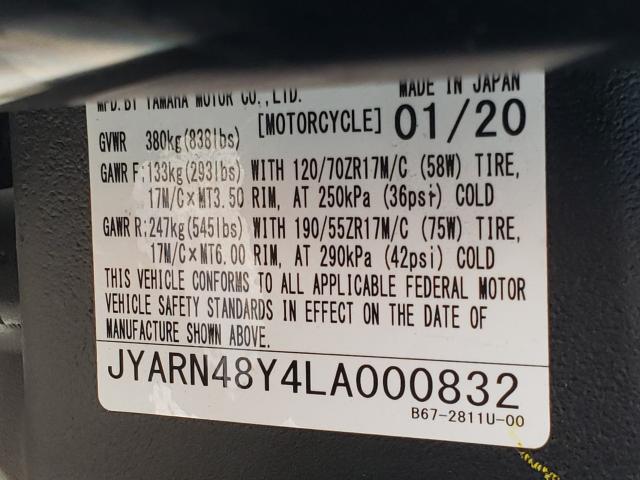 MFD.BY YAMAHA MOTOR CO.,LTD. MADE IN JAPAN
GVWR 380kg(838lbs) [MOTORCYCLE] 01/20
GAWR F:133kg(293lbs) WITH 120/70ZR17M/C (58W) TIRE,
17M/C×MT3.50 RIM, AT 250kPa (36psi) COLD
GAWR R:247kg(545lbs) WITH 190/55ZR17M/C (75W) TIRE,
17M/C×MT6.00 RIM, AT 290kPa (42psi) COLD
THIS VEHICLE CONFORMS TO ALL APPLICABLE FEDERAL MOTOR
VEHICLE SAFETY STANDARDS IN EFFECT ON THE DATE OF
MANUFACTURE SHOWN ABOVE.
JYARN48Y4LA000832
B67-2811U-00